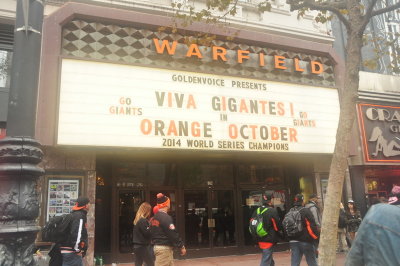 WARFIELD
GOLDENVOICE PRESENTS
VIVA GIGANTES!
IN
ORANGE OCTOBER
2014 WORLD SERIES CHAMPIONS
GO
GIANTS
GO
GIANTS